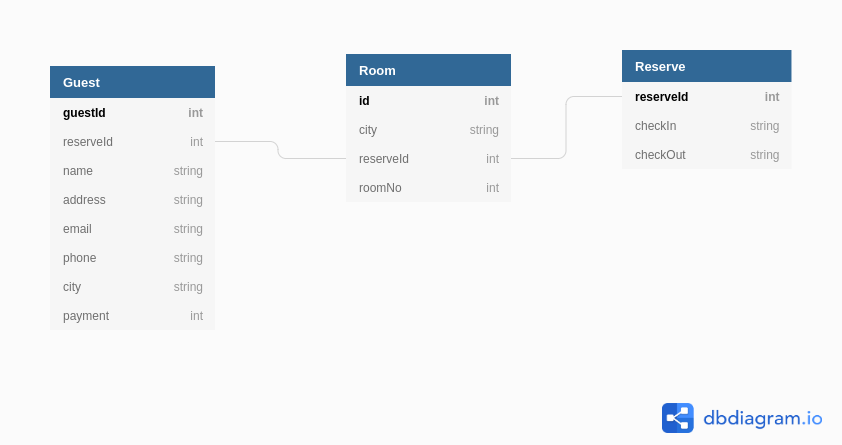 Guest
guestId int
reserveId int
name string
address string
email string
phone string
city string
payment int
Room
id int
city string
reserveId int
roomNo int
Reserve
reserveId int
checkIn string
checkOut string
dbdiagram.io